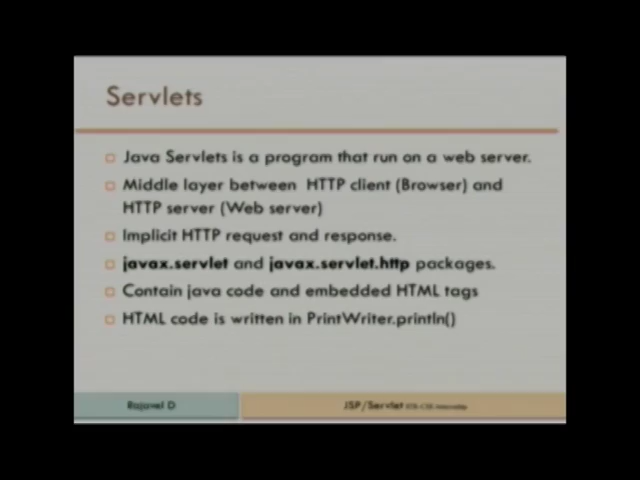 Servlets
Java Servlets is a program that run on a web server.
Middle layer between HTTP client (Browser) and
HTTP server (Web server)
Implicit HTTP request and response.
javax.servlet and javax.servlet.http packages.
Contain java code and embedded HTML tags
HTML code is written in PrintWriter.println()
Rajavel D
JSP/Servlet